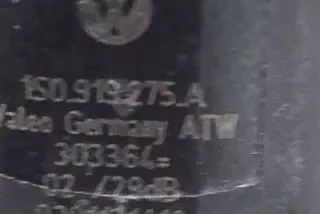 1S0.919.275.A
Valeo Germany ATW
303364=
02 /29dB